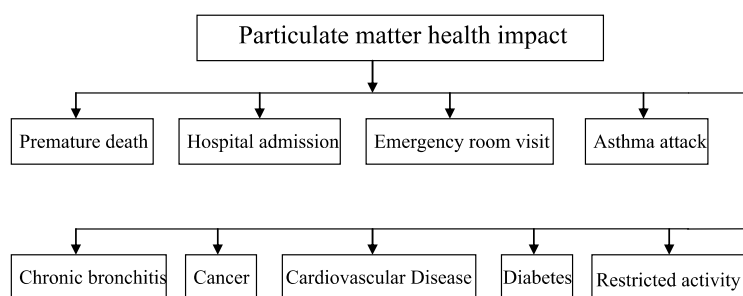 Particulate matter health impact
Premature death
Hospital admission
Emergency room visit
Asthma attack
Chronic bronchitis
Cancer
Cardiovascular Disease
Diabetes
Restricted activity